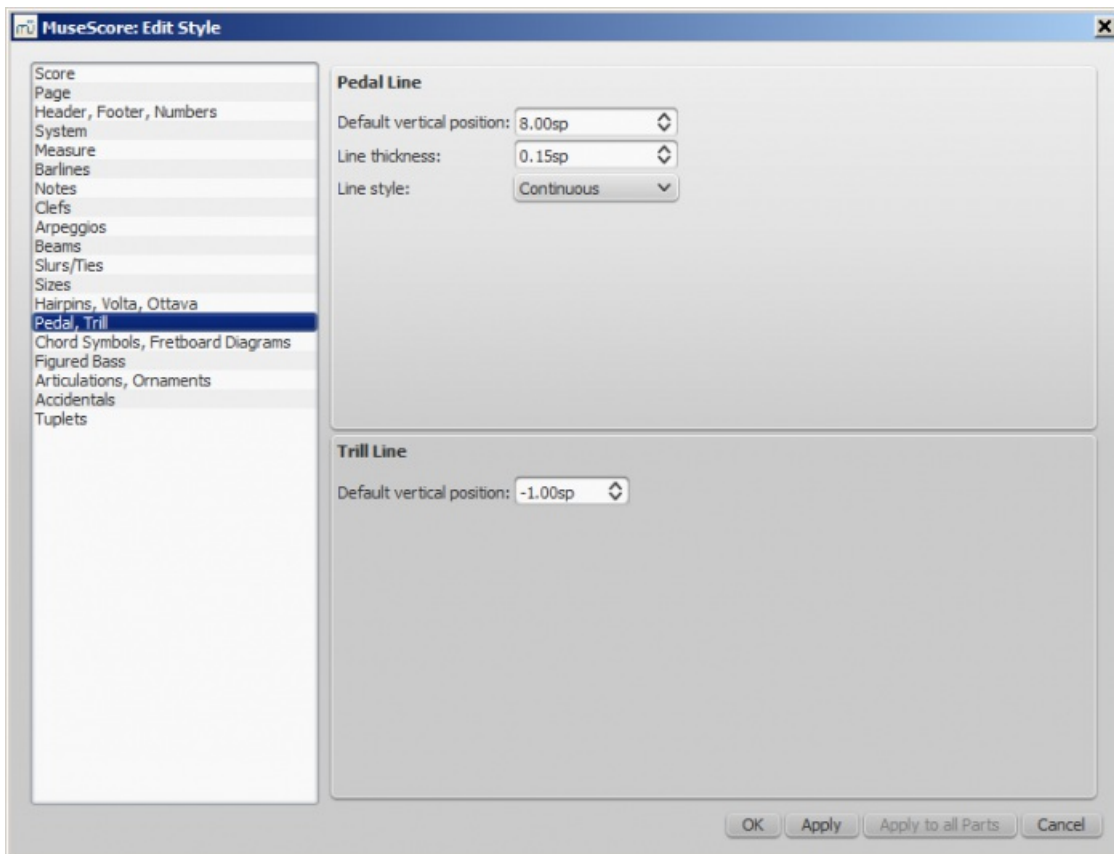 MuseScore: Edit Style
Score
Page
Header, Footer, Numbers
System
Measure
Barlines
Notes
Clefs
Arpeggios
Beams
Slurs/Ties
Sizes
Hairpins, Volta, Ottava
Pedal, Trill
Chord Symbols, Fretboard Diagrams
Figured Bass
Articulations, Ornaments
Accidentals
Tuplets
Pedal Line
Default vertical position: 8.00sp
Line thickness: 0.15sp
Line style: Continuous
Trill Line
Default vertical position: -1.00sp
OK Apply Apply to all Parts Cancel